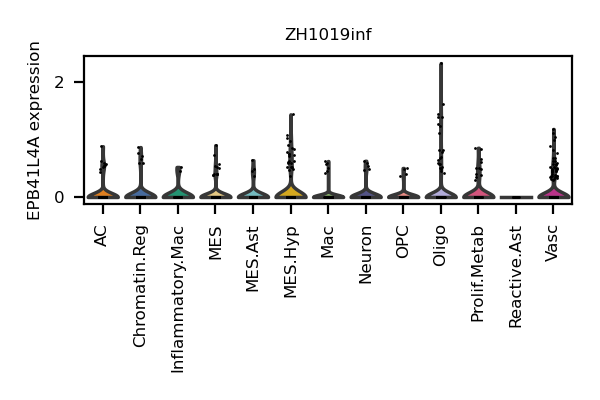 ZH1019inf
EPB41L4A expression
2
0
AC
Chromatin.Reg
Inflammatory.Mac
MES
MES.Ast
MES.Hyp
Mac
Neuron
OPC
Oligo
Prolif.Metab
Reactive.Ast
Vasc